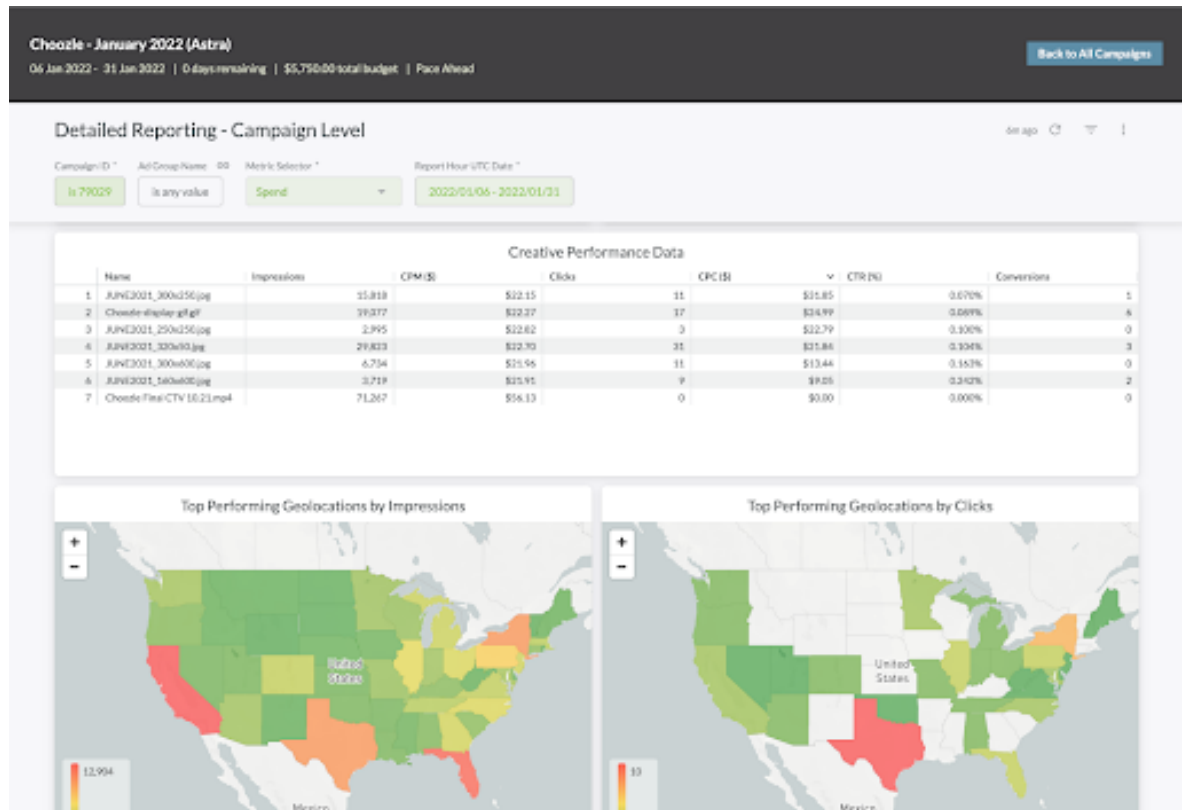 Choozle - January 2022 (Astra)
06 Jan 2022 - 31 Jan 2022 | 0 days remaining | $5,750.00 total budget | Pace Ahead
Back to All Campaigns
Detailed Reporting - Campaign Level
6m ago
Campaign ID * Ad Group Name Metric Selector * Report Hour UTC Date *
is 79029 is any value Spend 2022/01/06 - 2022/01/31
Creative Performance Data
Name Impressions CPM ($) Clicks CPC ($) CTR (%) Conversions
1 JUNE2021_300x250.jpg 15,818 $22.15 11 $31.85 0.070% 1
2 Choozle-display-gif.gif $22.27 17 0.089% 6
3 JUNE2021_250x250.jpg 2,995 $22.82 3 $22.79 0.100% 0
4 JUNE2021_320x50.jpg 29,823 $22.70 31 $21.84 0.104% 3
5 JUNE2021_300x600.jpg 6,734 $21.96 11 $13.44 0.163% 0
6 JUNE2021_160x600.jpg 3,719 $21.91 9 $9.05 0.242% 2
7 Choozle Final CTV 10.21.mp4 71,267 $56.13 0 $0.00 0.000% 0
Top Performing Geolocations by Impressions
+
-
United
States
Mexico
12,904
Top Performing Geolocations by Clicks
+
-
United
States
Mexico
10